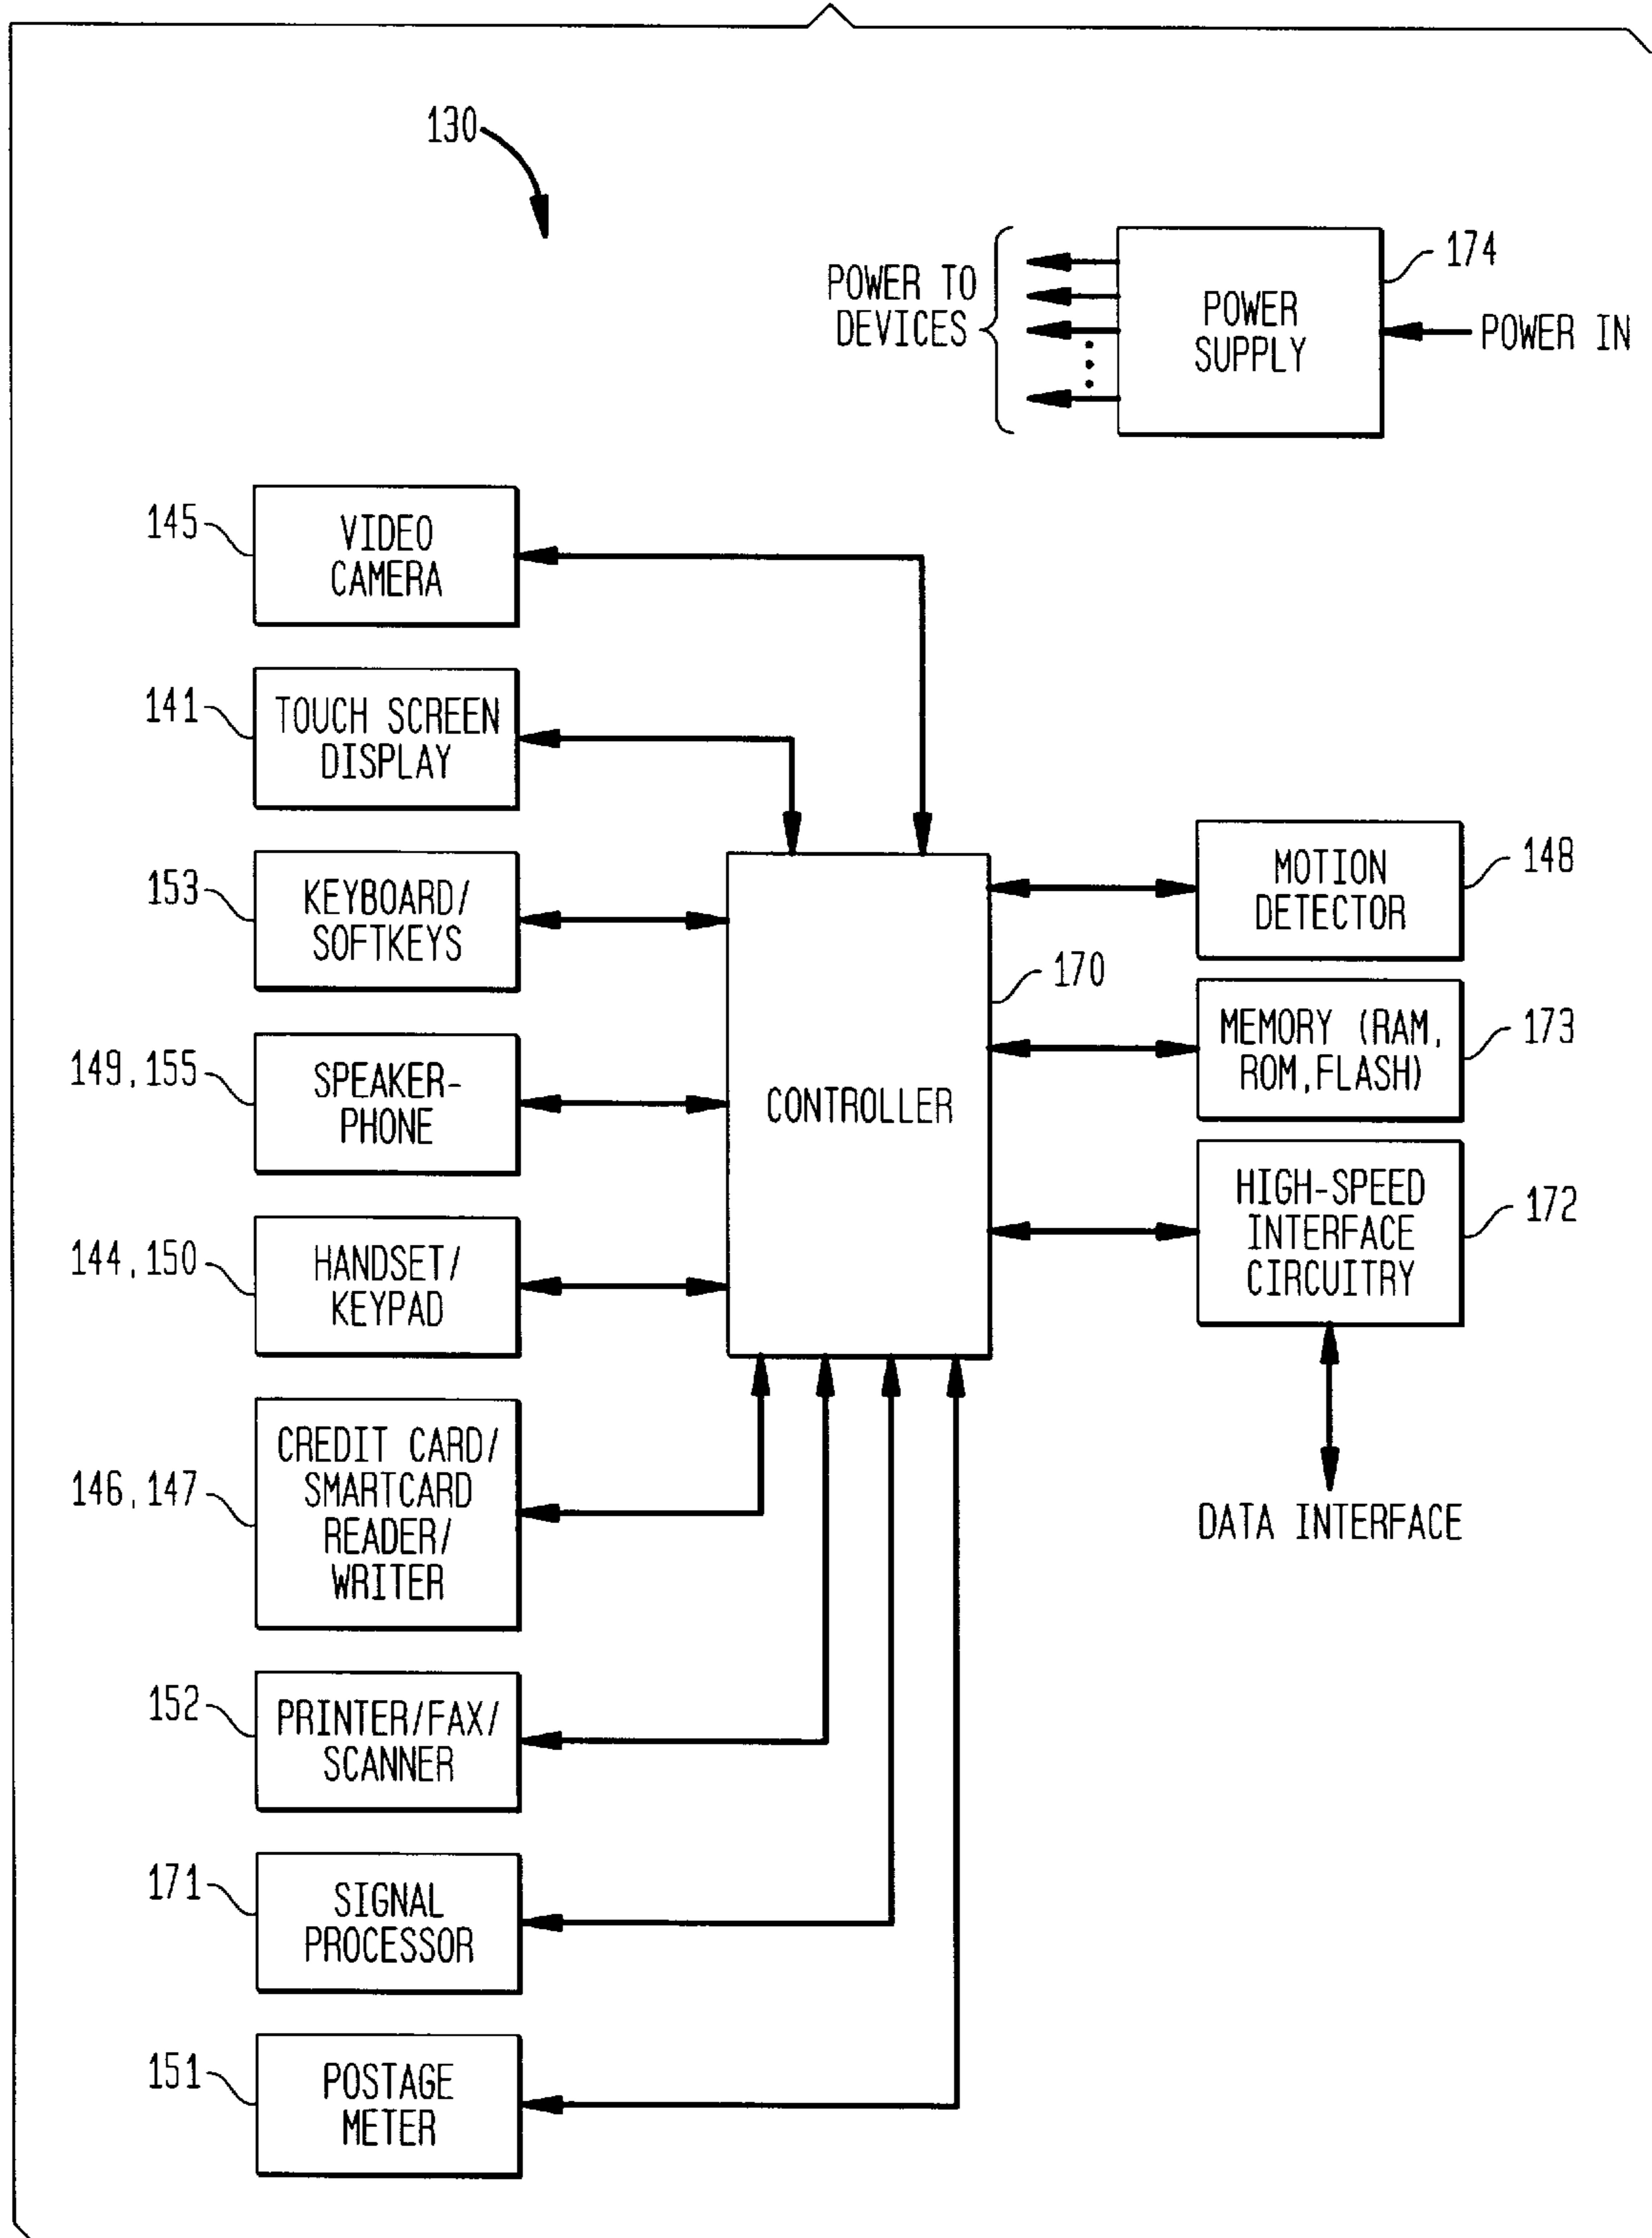 130
POWER TO
DEVICES
POWER
SUPPLY
174
POWER IN
145
VIDEO
CAMERA
141
TOUCH SCREEN
DISPLAY
153
KEYBOARD/
SOFTKEYS
149, 155
SPEAKER-
PHONE
144, 150
HANDSET/
KEYPAD
146, 147
CREDIT CARD/
SMARTCARD
READER/
WRITER
152
PRINTER/FAX/
SCANNER
171
SIGNAL
PROCESSOR
151
POSTAGE
METER
CONTROLLER
170
MOTION
DETECTOR
148
MEMORY (RAM,
ROM,FLASH)
173
HIGH-SPEED
INTERFACE
CIRCUITRY
172
DATA INTERFACE